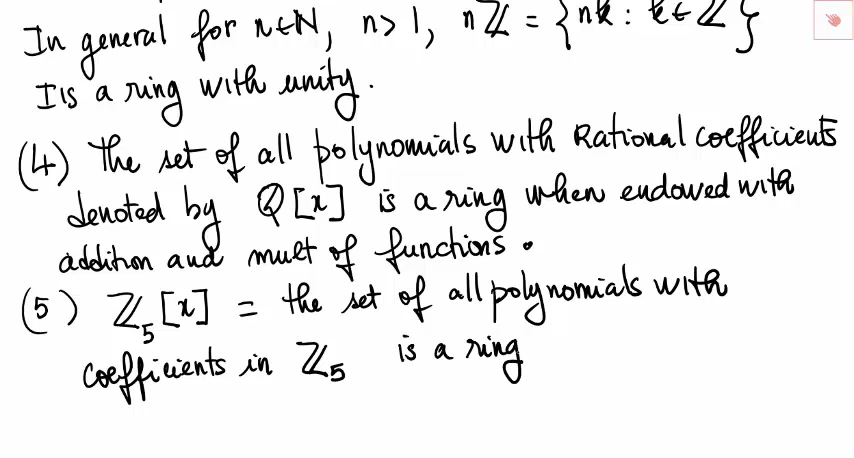 In general for n∈N, n>1, nℤ = {nk : k∈ℤ}
Iis a ring with unity.
(4) The set of all polynomials with Rational coefficients
denoted by Q[x] is a ring when endowed with
addition and mult of functions.
(5) ℤ₅[x] = the set of all polynomials with
coefficients in ℤ₅ is a ring